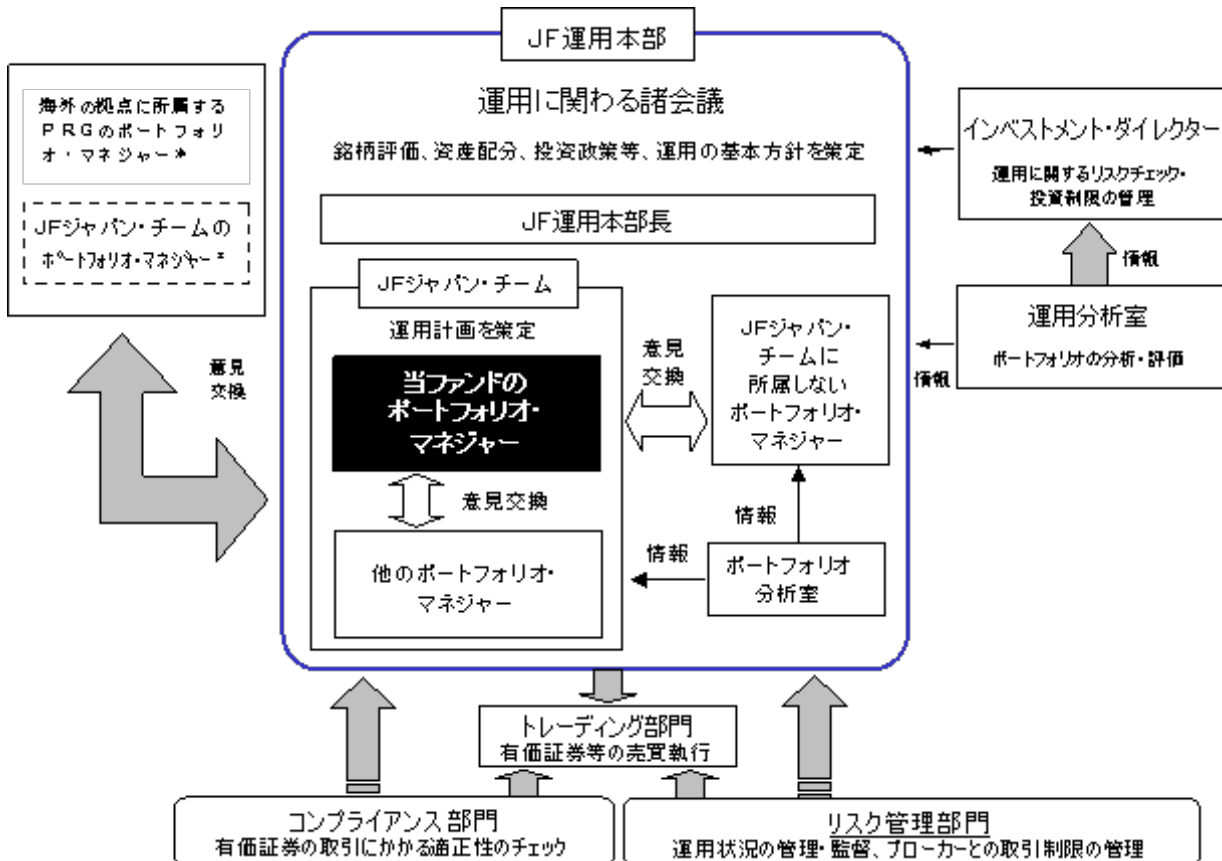 JF運用本部
運用に関わる諸会議
銘柄評価、資産配分、投資政策等、運用の基本方針を策定
JF運用本部長
海外の拠点に所属する
PRGのポートフォリ
オ・マネジャー*
JFジャパン・チームの
ポートフォリオ・マネジャー*
意見
交換
JFジャパン・チーム
運用計画を策定
当ファンドの
ポートフォリオ・
マネジャー
意見交換
他のポートフォリオ・
マネジャー
意見
交換
JFジャパン・
チームに
所属しない
ポートフォリオ・
マネジャー
情報
情報
ポートフォリオ
分析室
インベストメント・ダイレクター
運用に関するリスクチェック・
投資制限の管理
情報
運用分析室
ポートフォリオの分析・評価
情報
トレーディング部門
有価証券等の売買執行
コンプライアンス部門
有価証券の取引にかかる適正性のチェック
リスク管理部門
運用状況の管理・監督、ブローカーとの取引制限の管理